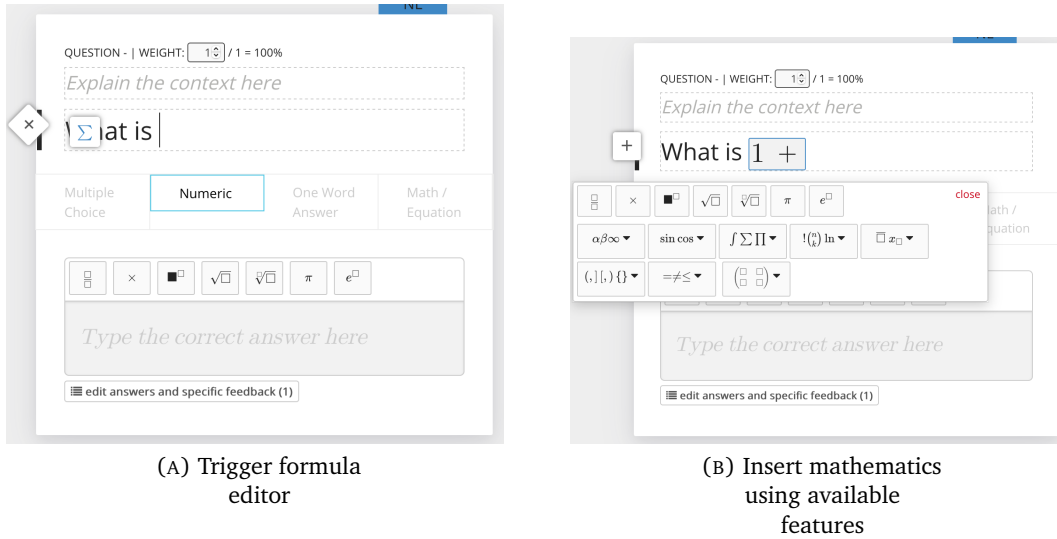 NL
QUESTION - | WEIGHT: 1 / 1 = 100%
Explain the context here
What is
∑
Multiple Choice
Numeric
One Word Answer
Math / Equation
× π e
Type the correct answer here
edit answers and specific feedback (1)
(A) Trigger formula
editor
QUESTION - | WEIGHT: 1 / 1 = 100%
Explain the context here
+
What is 1 +
close
× π e
αβ∞ sin cos ∫∑∏ !(n k) ln x
(,][,){} =≠≤
Type the correct answer here
edit answers and specific feedback (1)
(B) Insert mathematics
using available
features